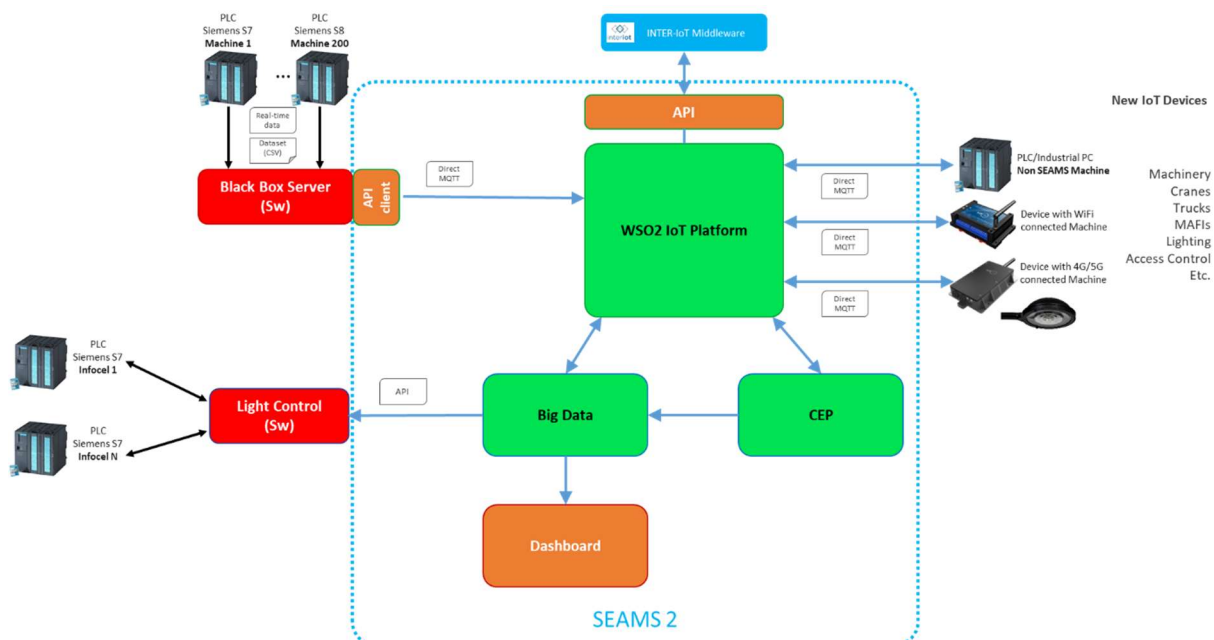 PLC
Siemens S7
Machine 1
PLC
Siemens S8
Machine 200
...
Real-time
data
Dataset
(CSV)
Black Box Server
(Sw)
API
client
Direct
MQTT
interiot
INTER-IoT Middleware
API
WSO2 IoT Platform
New IoT Devices
Direct
MQTT
PLC/Industrial PC
Non SEAMS Machine
Direct
MQTT
Device with WiFi
connected Machine
Direct
MQTT
Device with 4G/5G
connected Machine
Machinery
Cranes
Trucks
MAFIs
Lighting
Access Control
Etc.
PLC
Siemens S7
Infocel 1
PLC
Siemens S7
Infocel N
Light Control
(Sw)
API
Big Data
CEP
Dashboard
SEAMS 2